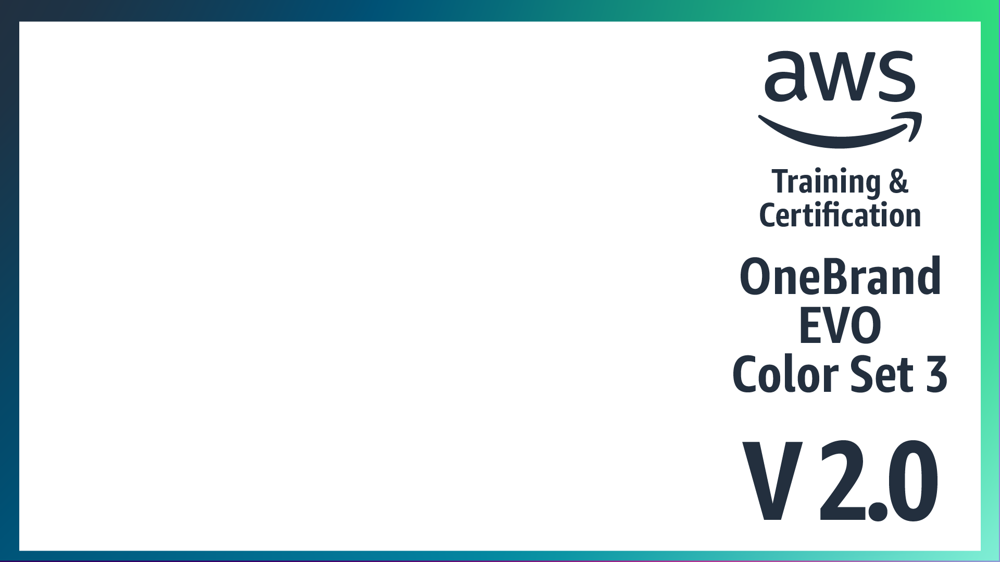 aws
Training &
Certification
OneBrand
EVO
Color Set 3
V 2.0